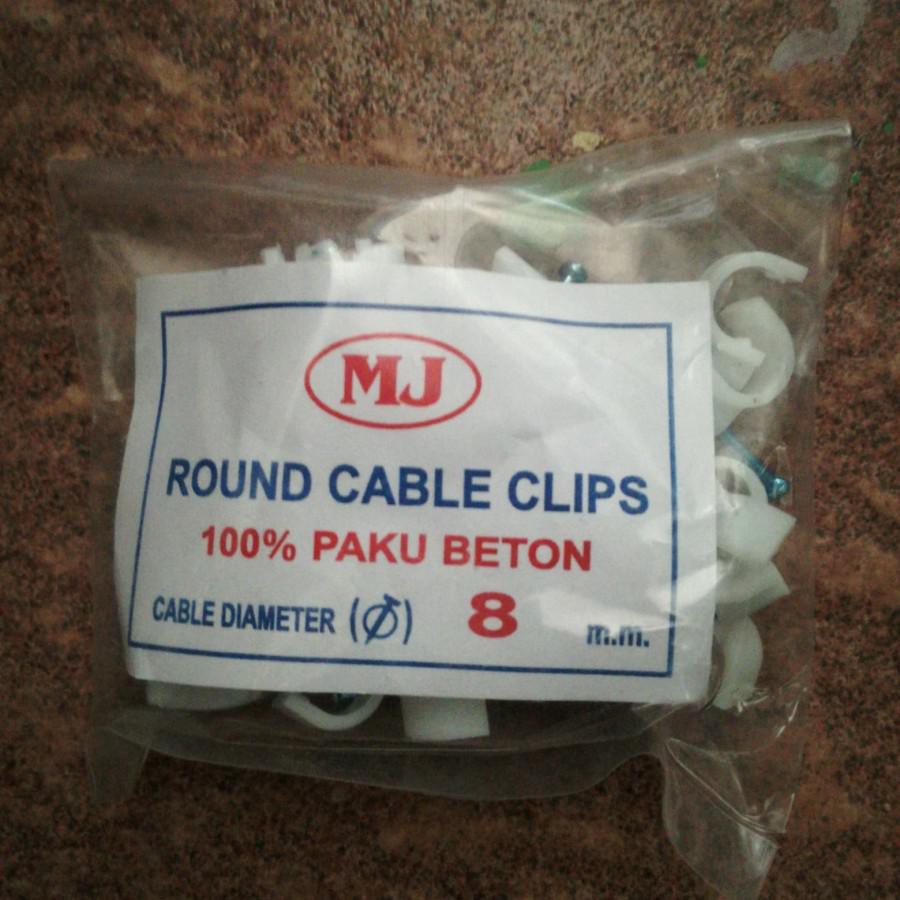 MJ
ROUND CABLE CLIPS
100% PAKU BETON
CABLE DIAMETER (Ø) 8 m.m.